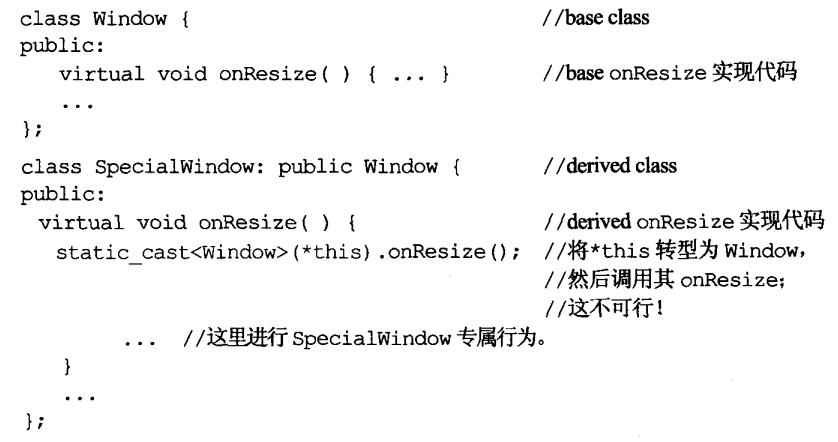 class Window {                                //base class
public:
   virtual void onResize( ) { ... }           //base onResize 实现代码
   ...
};
class SpecialWindow: public Window {          //derived class
public:
  virtual void onResize( ) {                  //derived onResize 实现代码
    static_cast<Window>(*this).onResize();    //将*this 转型为 Window，
                                              //然后调用其 onResize;
                                              //这不可行！
         ...   //这里进行 SpecialWindow 专属行为。
   }
   ...
};